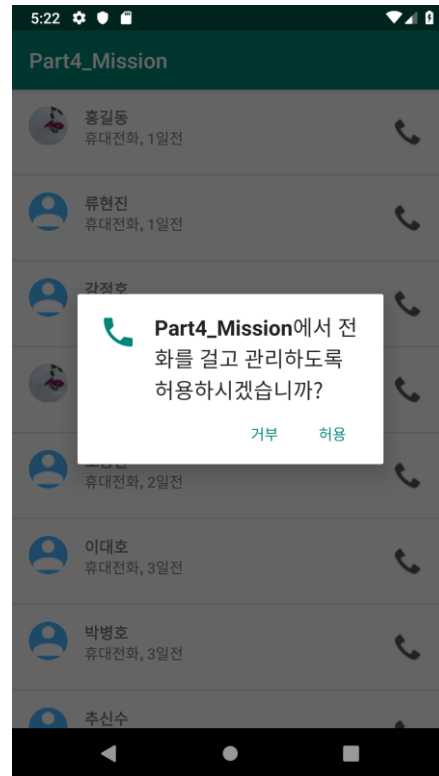 5:22
Part4_Mission
홍길동
휴대전화, 1일전
류현진
휴대전화, 1일전
강정호
Part4_Mission에서 전
화를 걸고 관리하도록
허용하시겠습니까?
거부 허용
휴대전화, 2일전
이대호
휴대전화, 3일전
박병호
휴대전화, 3일전
추신수